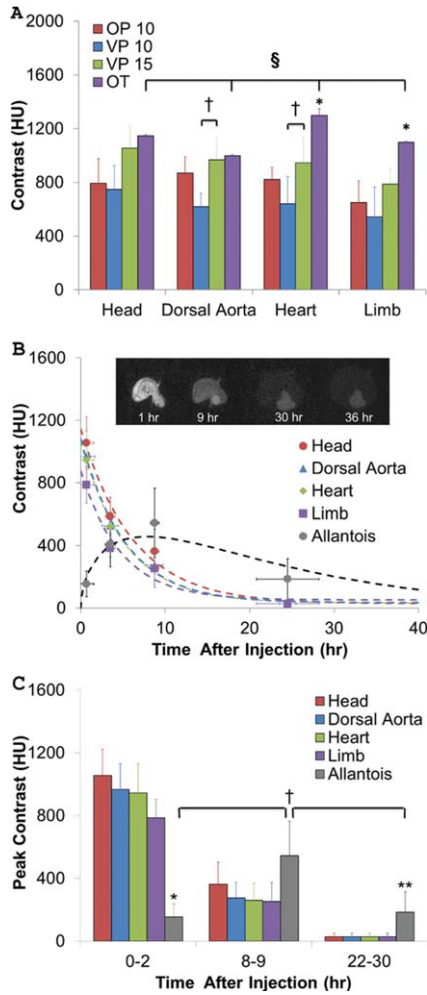 A
2000
1600
1200
800
400
0
Contrast (HU)
OP 10
VP 10
VP 15
OT
§
†
†
*
*
Head
Dorsal Aorta
Heart
Limb
B
1600
1200
800
400
0
Contrast (HU)
1 hr
9 hr
30 hr
36 hr
Head
Dorsal Aorta
Heart
Limb
Allantois
0
10
20
30
40
Time After Injection (hr)
C
1600
1200
800
400
0
Peak Contrast (HU)
Head
Dorsal Aorta
Heart
Limb
Allantois
†
*
**
0-2
8-9
22-30
Time After Injection (hr)